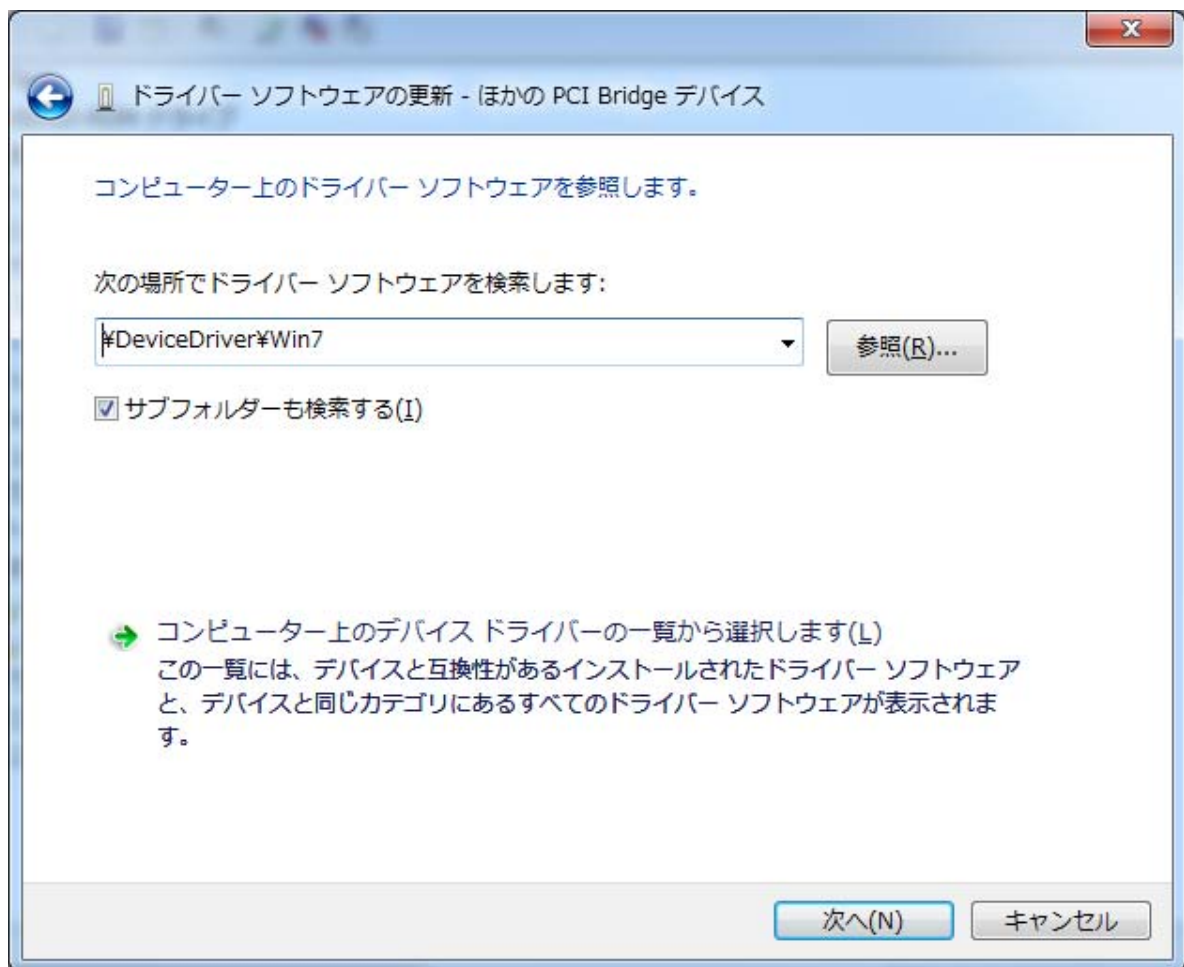 ドライバー ソフトウェアの更新 - ほかの PCI Bridge デバイス
コンピューター上のドライバー ソフトウェアを参照します。
次の場所でドライバー ソフトウェアを検索します:
¥DeviceDriver¥Win7
参照(R)...
サブフォルダーも検索する(I)
コンピューター上のデバイス ドライバーの一覧から選択します(L)
この一覧には、デバイスと互換性があるインストールされたドライバー ソフトウェア
と、デバイスと同じカテゴリにあるすべてのドライバー ソフトウェアが表示されま
す。
次へ(N)
キャンセル